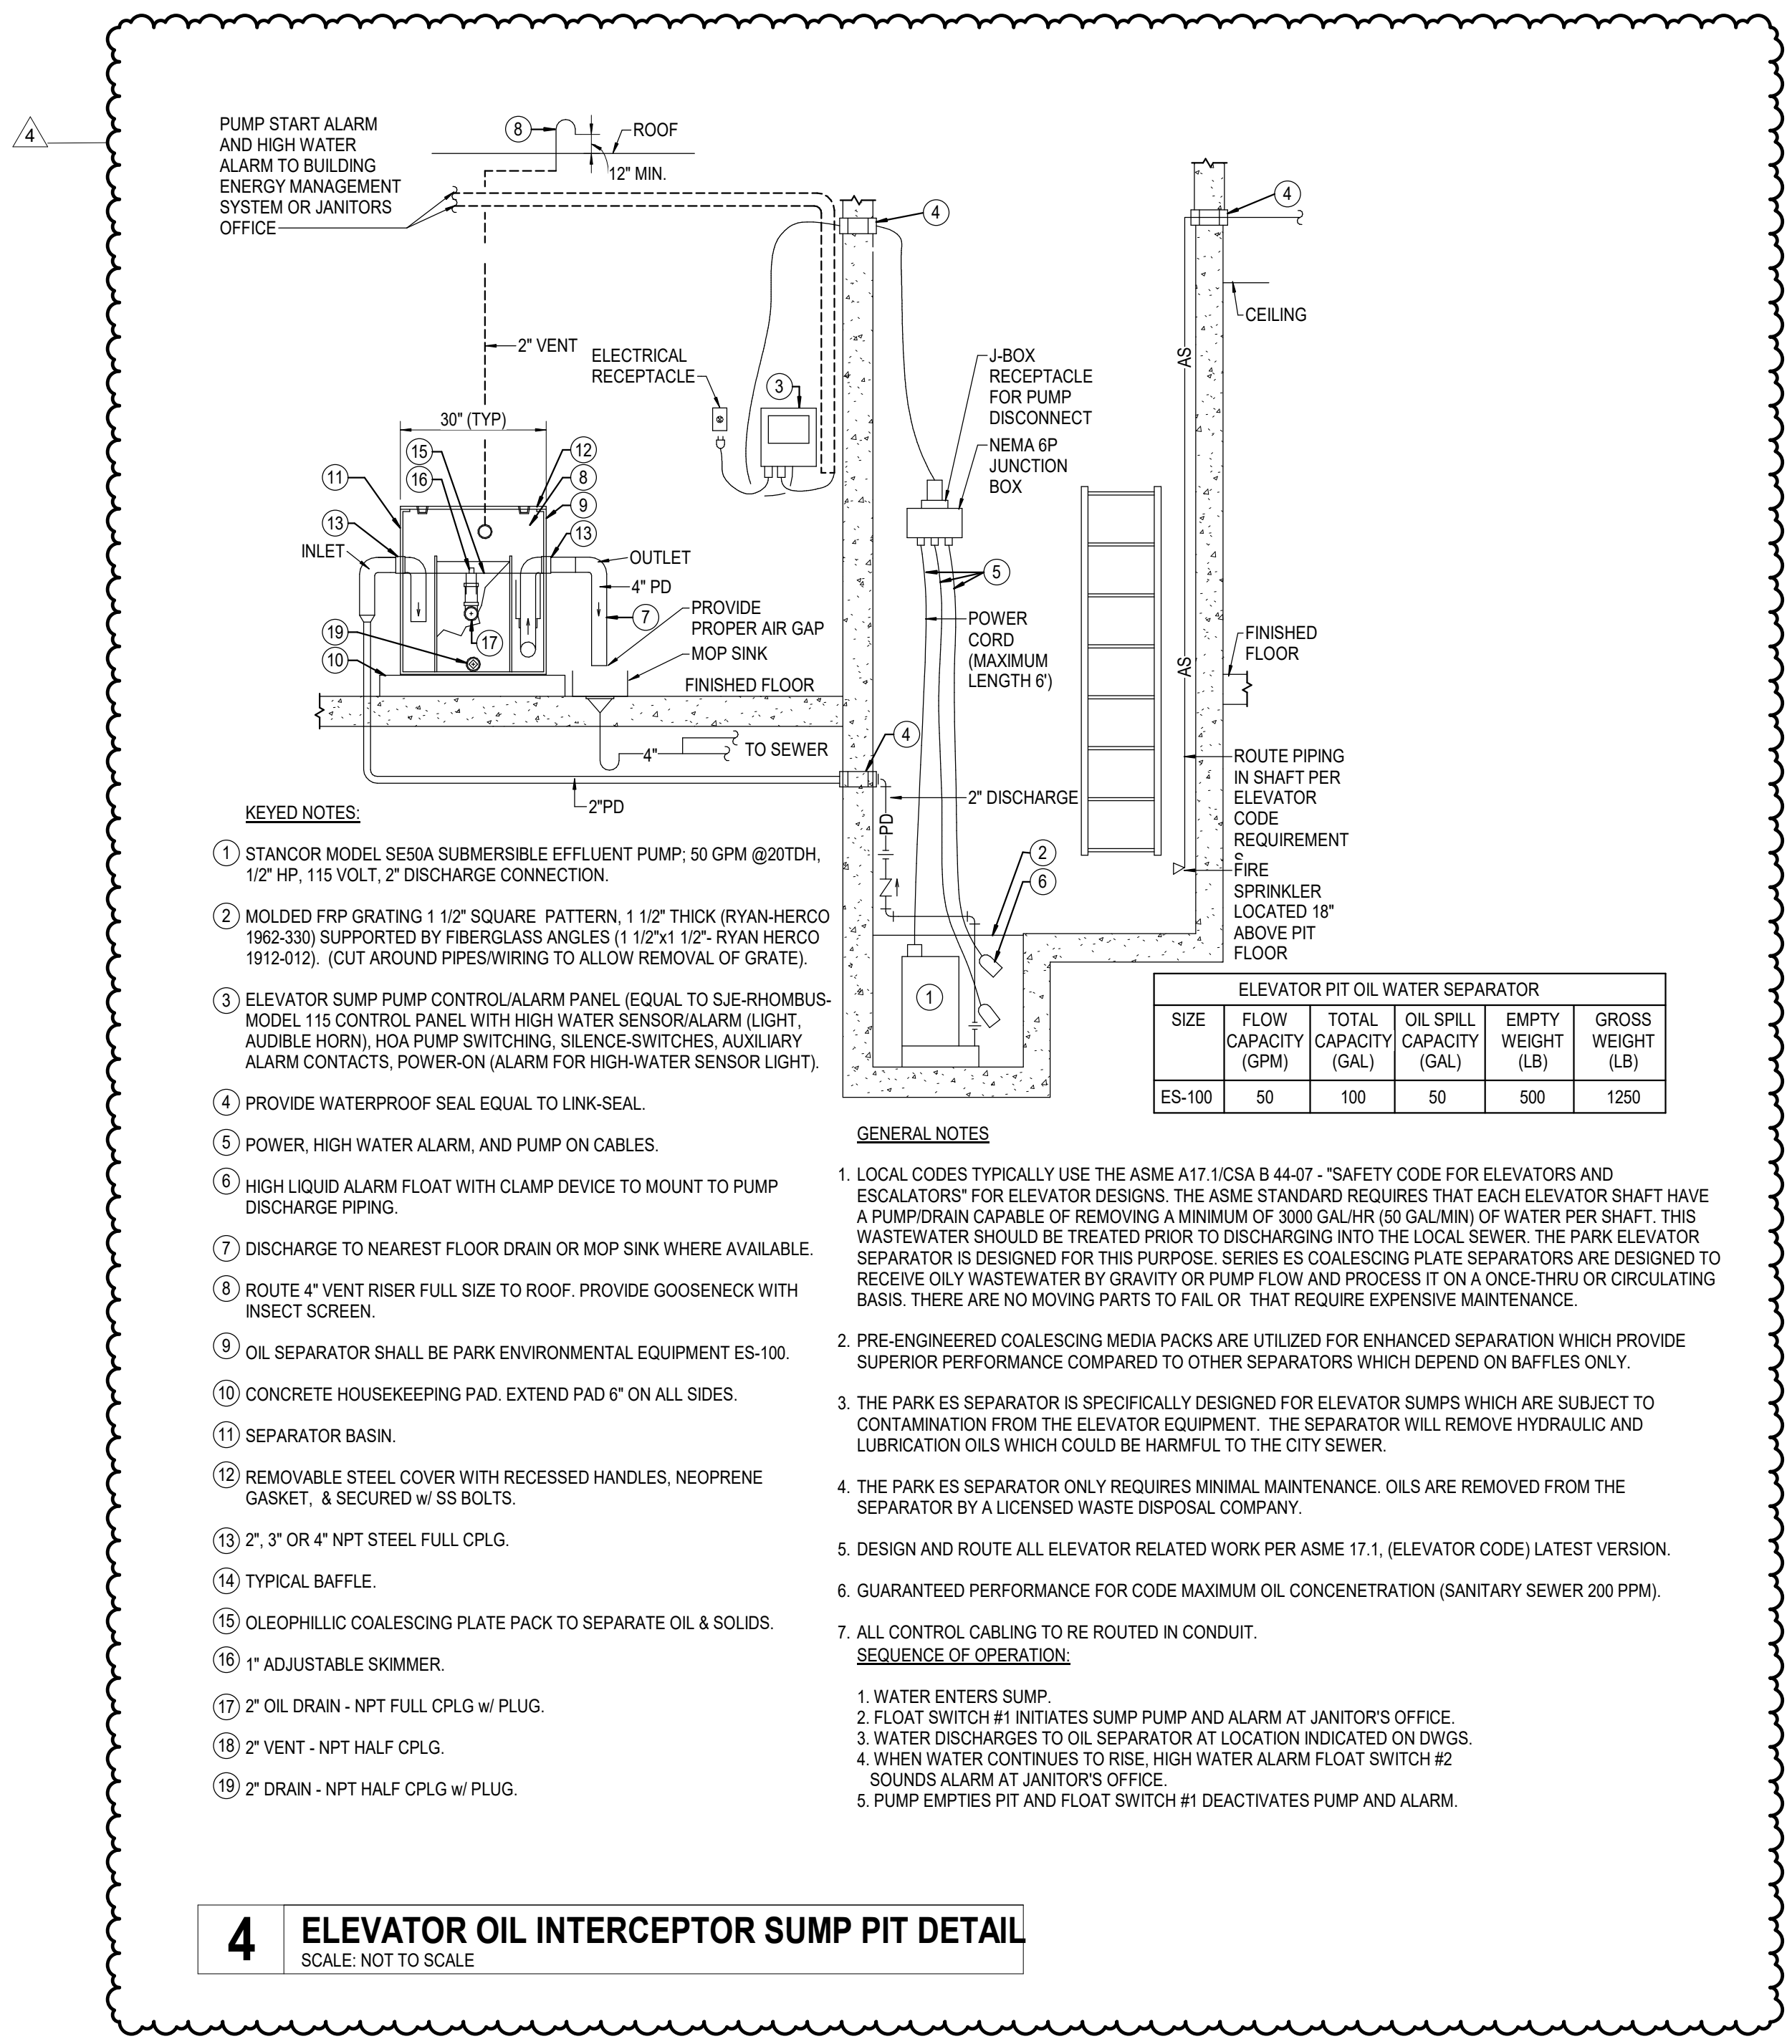 4
PUMP START ALARM
AND HIGH WATER
ALARM TO BUILDING
ENERGY MANAGEMENT
SYSTEM OR JANITORS
OFFICE
8
ROOF
12" MIN.
4
4
CEILING
2" VENT
ELECTRICAL
RECEPTACLE
3
J-BOX
RECEPTACLE
FOR PUMP
DISCONNECT
NEMA 6P
JUNCTION
BOX
AS
30" (TYP)
15
16
12
8
9
11
13
13
INLET
OUTLET
4" PD
7
PROVIDE
PROPER AIR GAP
MOP SINK
FINISHED FLOOR
19
10
17
5
POWER
CORD
(MAXIMUM
LENGTH 6')
FINISHED
FLOOR
AS
4
4"
TO SEWER
2"PD
2" DISCHARGE
PD
2
6
1
ROUTE PIPING
IN SHAFT PER
ELEVATOR
CODE
REQUIREMENT
S
FIRE
SPRINKLER
LOCATED 18"
ABOVE PIT
FLOOR
KEYED NOTES:
1 STANCOR MODEL SE50A SUBMERSIBLE EFFLUENT PUMP; 50 GPM @20TDH,
1/2" HP, 115 VOLT, 2" DISCHARGE CONNECTION.
2 MOLDED FRP GRATING 1 1/2" SQUARE PATTERN, 1 1/2" THICK (RYAN-HERCO
1962-330) SUPPORTED BY FIBERGLASS ANGLES (1 1/2"x1 1/2"- RYAN HERCO
1912-012). (CUT AROUND PIPES/WIRING TO ALLOW REMOVAL OF GRATE).
3 ELEVATOR SUMP PUMP CONTROL/ALARM PANEL (EQUAL TO SJE-RHOMBUS-
MODEL 115 CONTROL PANEL WITH HIGH WATER SENSOR/ALARM (LIGHT,
AUDIBLE HORN), HOA PUMP SWITCHING, SILENCE-SWITCHES, AUXILIARY
ALARM CONTACTS, POWER-ON (ALARM FOR HIGH-WATER SENSOR LIGHT).
4 PROVIDE WATERPROOF SEAL EQUAL TO LINK-SEAL.
5 POWER, HIGH WATER ALARM, AND PUMP ON CABLES.
6 HIGH LIQUID ALARM FLOAT WITH CLAMP DEVICE TO MOUNT TO PUMP
DISCHARGE PIPING.
7 DISCHARGE TO NEAREST FLOOR DRAIN OR MOP SINK WHERE AVAILABLE.
8 ROUTE 4" VENT RISER FULL SIZE TO ROOF. PROVIDE GOOSENECK WITH
INSECT SCREEN.
9 OIL SEPARATOR SHALL BE PARK ENVIRONMENTAL EQUIPMENT ES-100.
10 CONCRETE HOUSEKEEPING PAD. EXTEND PAD 6" ON ALL SIDES.
11 SEPARATOR BASIN.
12 REMOVABLE STEEL COVER WITH RECESSED HANDLES, NEOPRENE
GASKET, & SECURED w/ SS BOLTS.
13 2", 3" OR 4" NPT STEEL FULL CPLG.
14 TYPICAL BAFFLE.
15 OLEOPHILLIC COALESCING PLATE PACK TO SEPARATE OIL & SOLIDS.
16 1" ADJUSTABLE SKIMMER.
17 2" OIL DRAIN - NPT FULL CPLG w/ PLUG.
18 2" VENT - NPT HALF CPLG.
19 2" DRAIN - NPT HALF CPLG w/ PLUG.
ELEVATOR PIT OIL WATER SEPARATOR
SIZE FLOW CAPACITY (GPM) TOTAL CAPACITY (GAL) OIL SPILL CAPACITY (GAL) EMPTY WEIGHT (LB) GROSS WEIGHT (LB)
ES-100 50 100 50 500 1250
GENERAL NOTES
1. LOCAL CODES TYPICALLY USE THE ASME A17.1/CSA B 44-07 - "SAFETY CODE FOR ELEVATORS AND
ESCALATORS" FOR ELEVATOR DESIGNS. THE ASME STANDARD REQUIRES THAT EACH ELEVATOR SHAFT HAVE
A PUMP/DRAIN CAPABLE OF REMOVING A MINIMUM OF 3000 GAL/HR (50 GAL/MIN) OF WATER PER SHAFT. THIS
WASTEWATER SHOULD BE TREATED PRIOR TO DISCHARGING INTO THE LOCAL SEWER. THE PARK ELEVATOR
SEPARATOR IS DESIGNED FOR THIS PURPOSE. SERIES ES COALESCING PLATE SEPARATORS ARE DESIGNED TO
RECEIVE OILY WASTEWATER BY GRAVITY OR PUMP FLOW AND PROCESS IT ON A ONCE-THRU OR CIRCULATING
BASIS. THERE ARE NO MOVING PARTS TO FAIL OR THAT REQUIRE EXPENSIVE MAINTENANCE.
2. PRE-ENGINEERED COALESCING MEDIA PACKS ARE UTILIZED FOR ENHANCED SEPARATION WHICH PROVIDE
SUPERIOR PERFORMANCE COMPARED TO OTHER SEPARATORS WHICH DEPEND ON BAFFLES ONLY.
3. THE PARK ES SEPARATOR IS SPECIFICALLY DESIGNED FOR ELEVATOR SUMPS WHICH ARE SUBJECT TO
CONTAMINATION FROM THE ELEVATOR EQUIPMENT. THE SEPARATOR WILL REMOVE HYDRAULIC AND
LUBRICATION OILS WHICH COULD BE HARMFUL TO THE CITY SEWER.
4. THE PARK ES SEPARATOR ONLY REQUIRES MINIMAL MAINTENANCE. OILS ARE REMOVED FROM THE
SEPARATOR BY A LICENSED WASTE DISPOSAL COMPANY.
5. DESIGN AND ROUTE ALL ELEVATOR RELATED WORK PER ASME 17.1, (ELEVATOR CODE) LATEST VERSION.
6. GUARANTEED PERFORMANCE FOR CODE MAXIMUM OIL CONCENETRATION (SANITARY SEWER 200 PPM).
7. ALL CONTROL CABLING TO RE ROUTED IN CONDUIT.
SEQUENCE OF OPERATION:
1. WATER ENTERS SUMP.
2. FLOAT SWITCH #1 INITIATES SUMP PUMP AND ALARM AT JANITOR'S OFFICE.
3. WATER DISCHARGES TO OIL SEPARATOR AT LOCATION INDICATED ON DWGS.
4. WHEN WATER CONTINUES TO RISE, HIGH WATER ALARM FLOAT SWITCH #2
SOUNDS ALARM AT JANITOR'S OFFICE.
5. PUMP EMPTIES PIT AND FLOAT SWITCH #1 DEACTIVATES PUMP AND ALARM.
4
ELEVATOR OIL INTERCEPTOR SUMP PIT DETAIL
SCALE: NOT TO SCALE